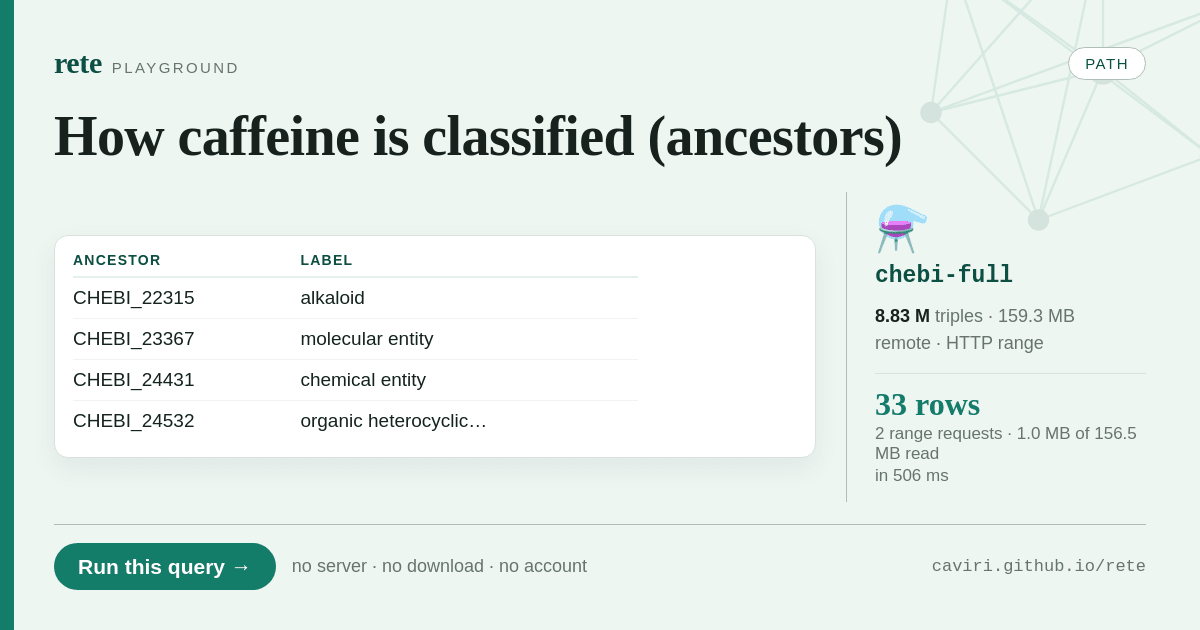 rete PLAYGROUND
PATH
How caffeine is classified (ancestors)
ANCESTOR LABEL
CHEBI_22315 alkaloid
CHEBI_23367 molecular entity
CHEBI_24431 chemical entity
CHEBI_24532 organic heterocyclic…
chebi-full
8.83 M triples · 159.3 MB
remote · HTTP range
33 rows
2 range requests · 1.0 MB of 156.5
MB read
in 506 ms
Run this query →
no server · no download · no account
caviri.github.io/rete